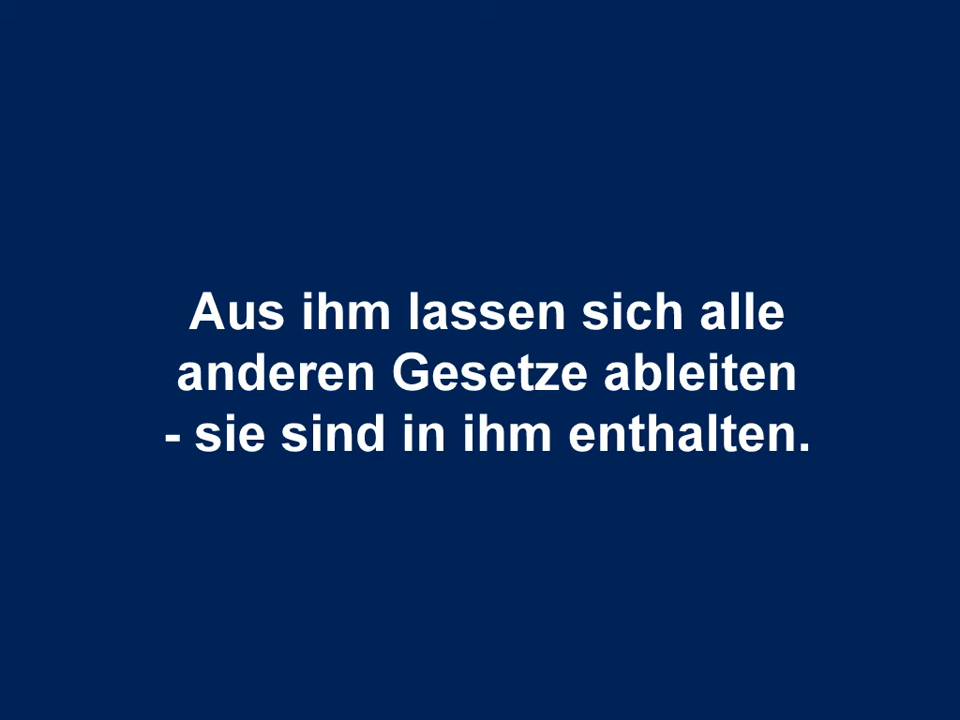 Aus ihm lassen sich alle
anderen Gesetze ableiten
- sie sind in ihm enthalten.